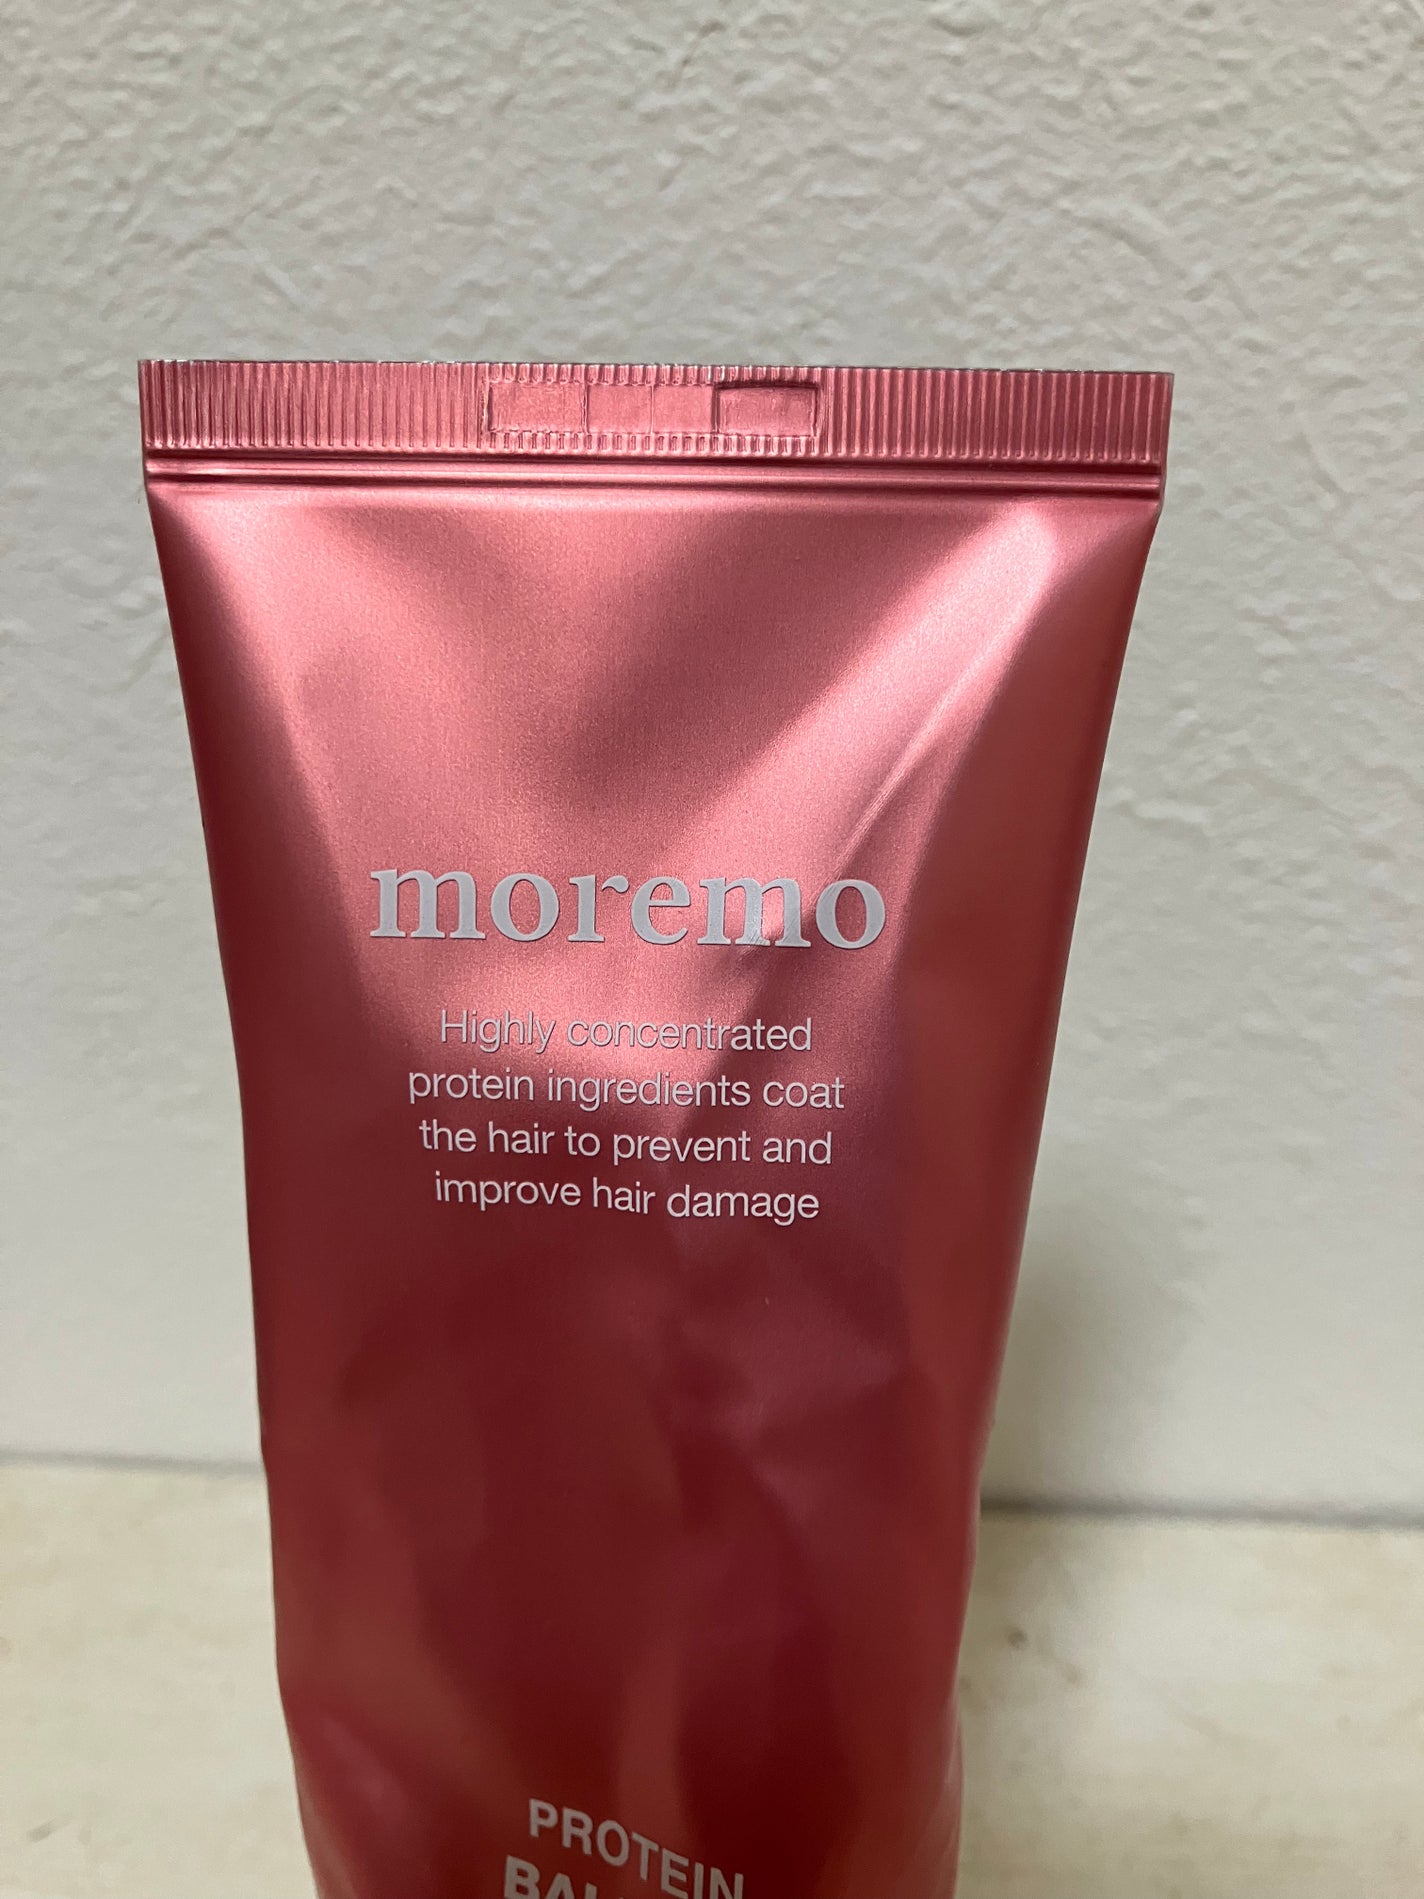 moremo
Highly concentrated
protein ingredients coat
the hair to prevent and
improve hair damage
PROTEIN